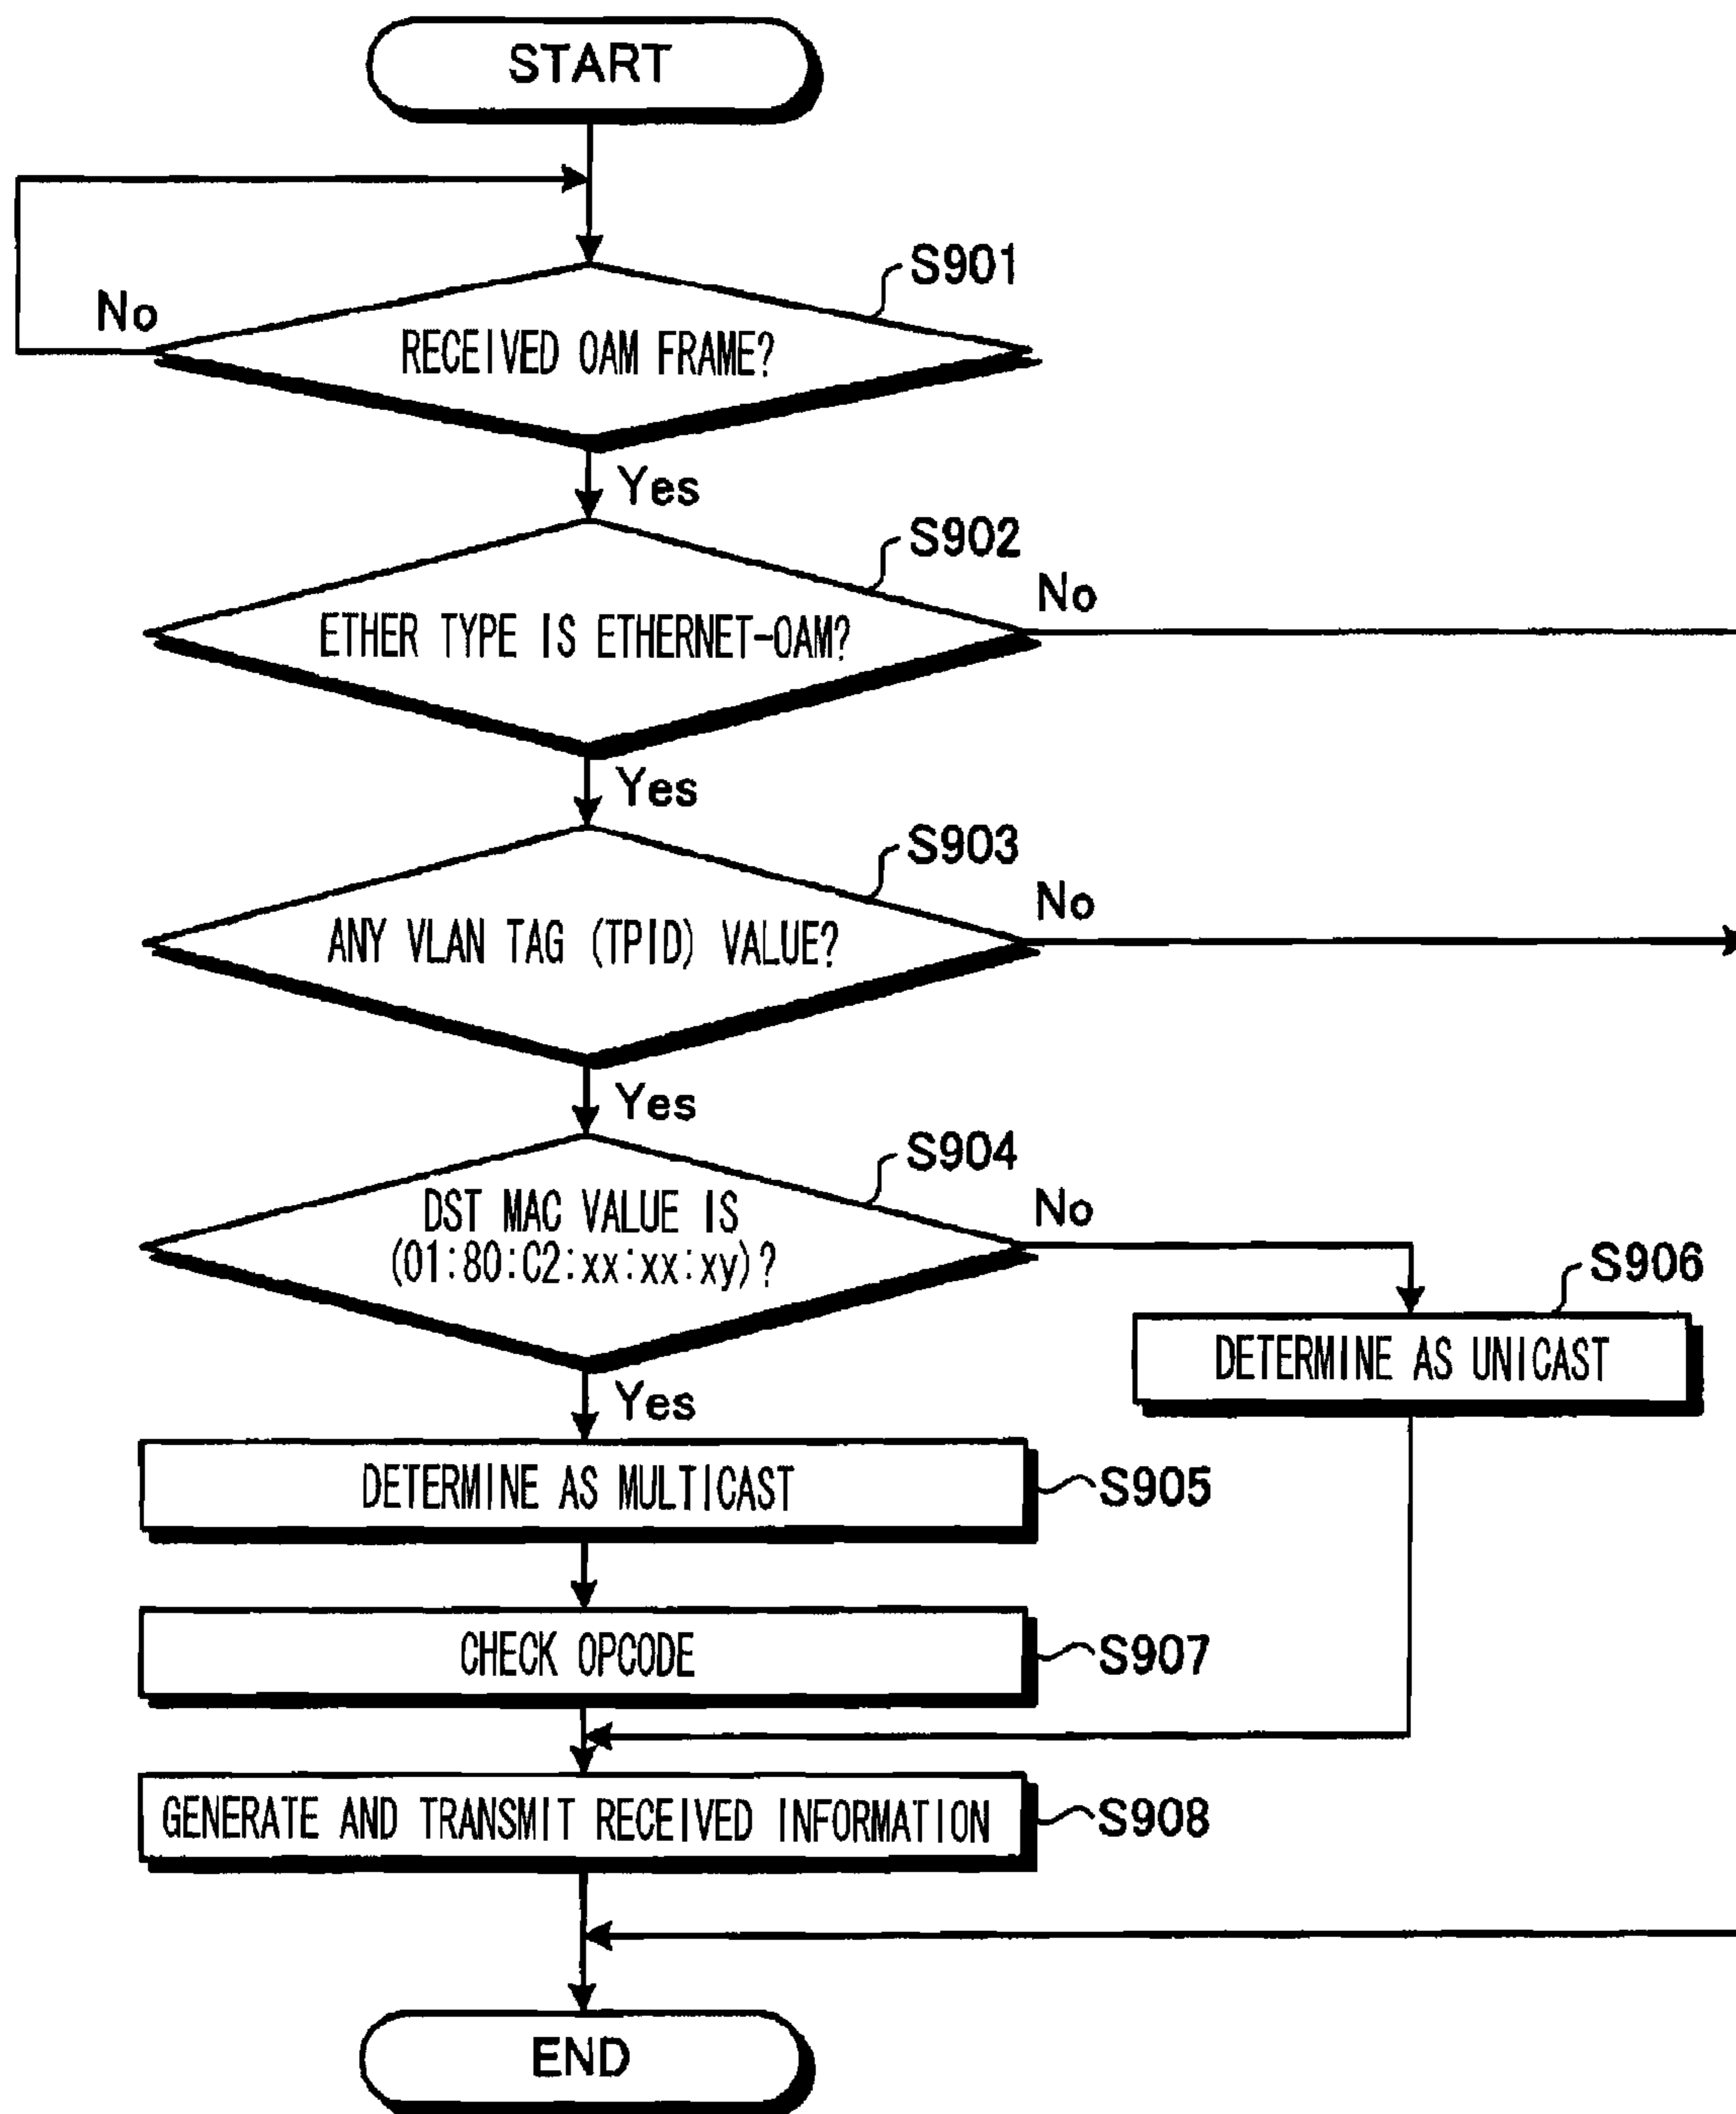 START
S901
No
RECEIVED OAM FRAME?
Yes
S902
No
ETHER TYPE IS ETHERNET-OAM?
Yes
S903
No
ANY VLAN TAG (TPID) VALUE?
Yes
S904
No
DST MAC VALUE IS
(01:80:C2:xx:xx:xy)?
S906
DETERMINE AS UNICAST
Yes
DETERMINE AS MULTICAST
S905
CHECK OPCODE
S907
GENERATE AND TRANSMIT RECEIVED INFORMATION
S908
END